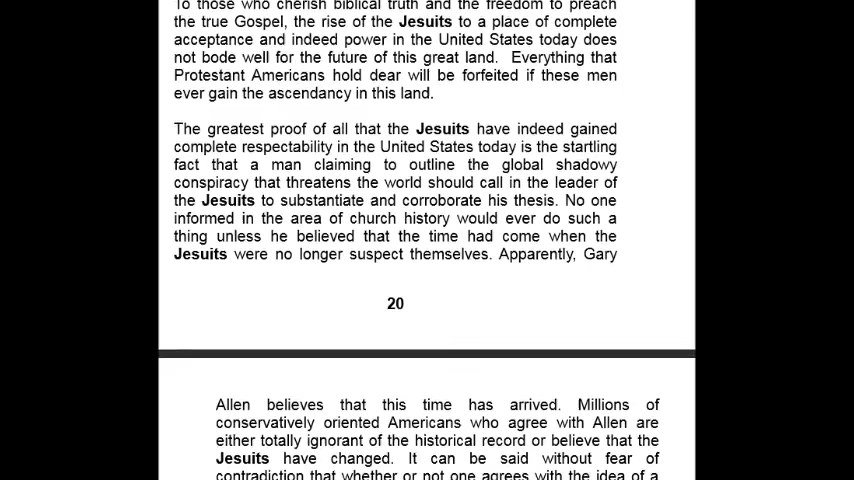 To those who cherish biblical truth and the freedom to preach
the true Gospel, the rise of the Jesuits to a place of complete
acceptance and indeed power in the United States today does
not bode well for the future of this great land. Everything that
Protestant Americans hold dear will be forfeited if these men
ever gain the ascendancy in this land.
The greatest proof of all that the Jesuits have indeed gained
complete respectability in the United States today is the startling
fact that a man claiming to outline the global shadowy
conspiracy that threatens the world should call in the leader of
the Jesuits to substantiate and corroborate his thesis. No one
informed in the area of church history would ever do such a
thing unless he believed that the time had come when the
Jesuits were no longer suspect themselves. Apparently, Gary
20
Allen believes that this time has arrived. Millions of
conservatively oriented Americans who agree with Allen are
either totally ignorant of the historical record or believe that the
Jesuits have changed. It can be said without fear of
contradiction that whether or not one agrees with the idea of a